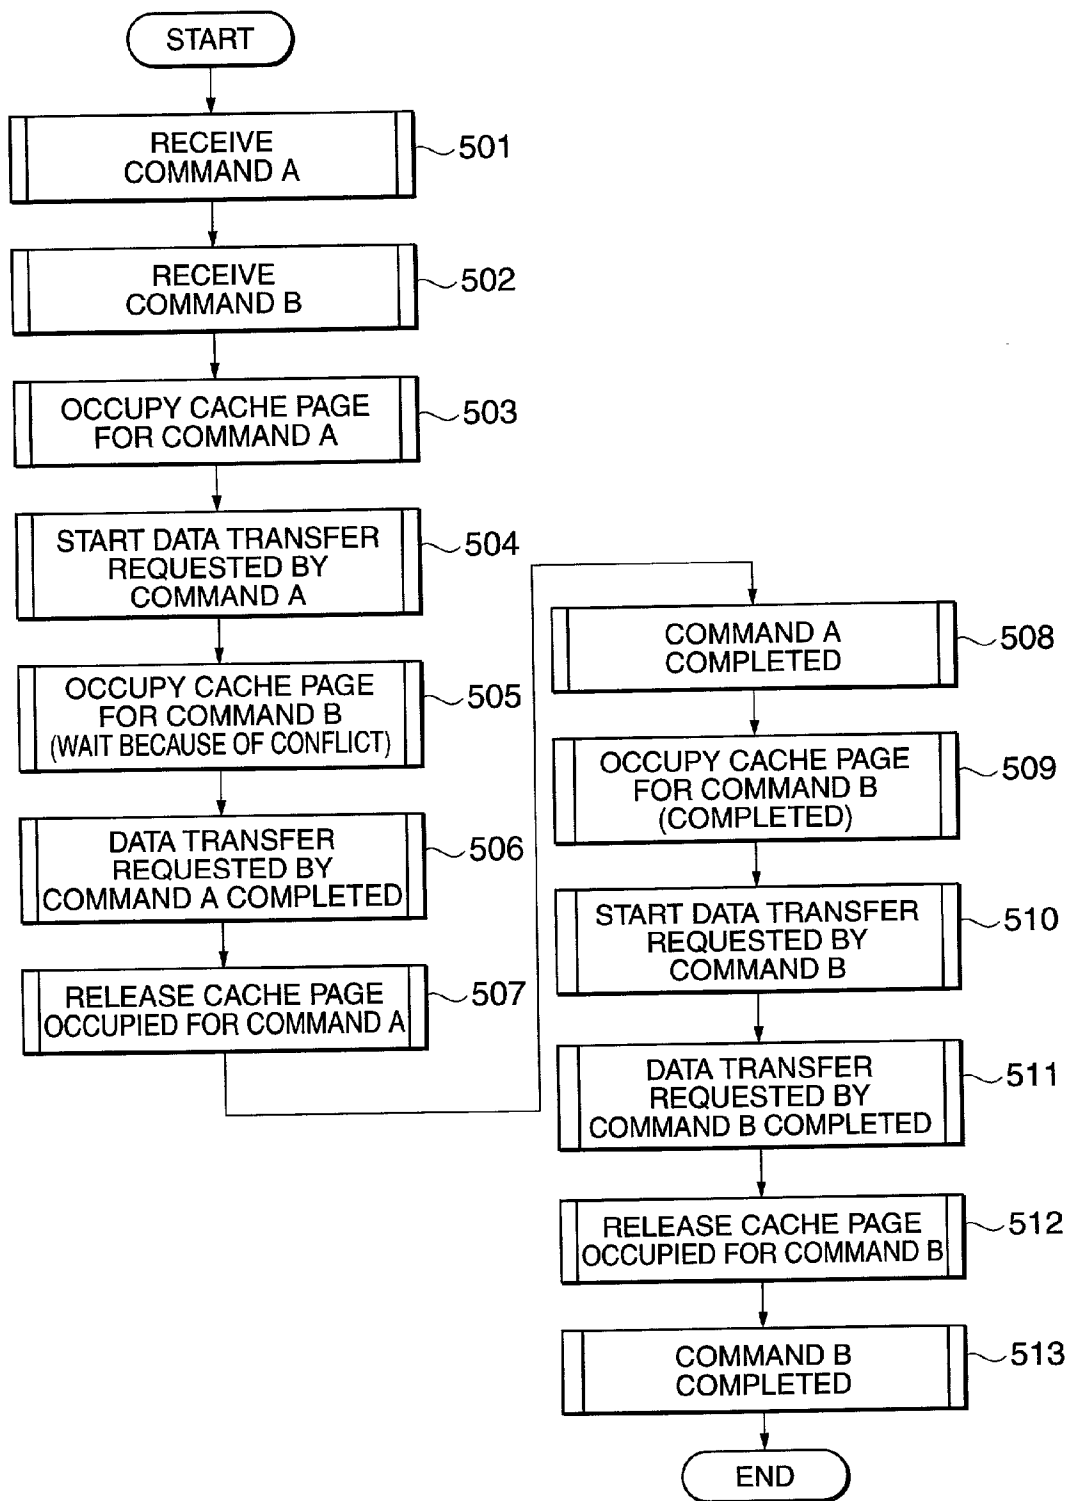 START
RECEIVE
COMMAND A
501
RECEIVE
COMMAND B
502
OCCUPY CACHE PAGE
FOR COMMAND A
503
START DATA TRANSFER
REQUESTED BY
COMMAND A
504
OCCUPY CACHE PAGE
FOR COMMAND B
(WAIT BECAUSE OF CONFLICT)
505
DATA TRANSFER
REQUESTED BY
COMMAND A COMPLETED
506
RELEASE CACHE PAGE
OCCUPIED FOR COMMAND A
507
COMMAND A
COMPLETED
508
OCCUPY CACHE PAGE
FOR COMMAND B
(COMPLETED)
509
START DATA TRANSFER
REQUESTED BY
COMMAND B
510
DATA TRANSFER
REQUESTED BY
COMMAND B COMPLETED
511
RELEASE CACHE PAGE
OCCUPIED FOR COMMAND B
512
COMMAND B
COMPLETED
513
END